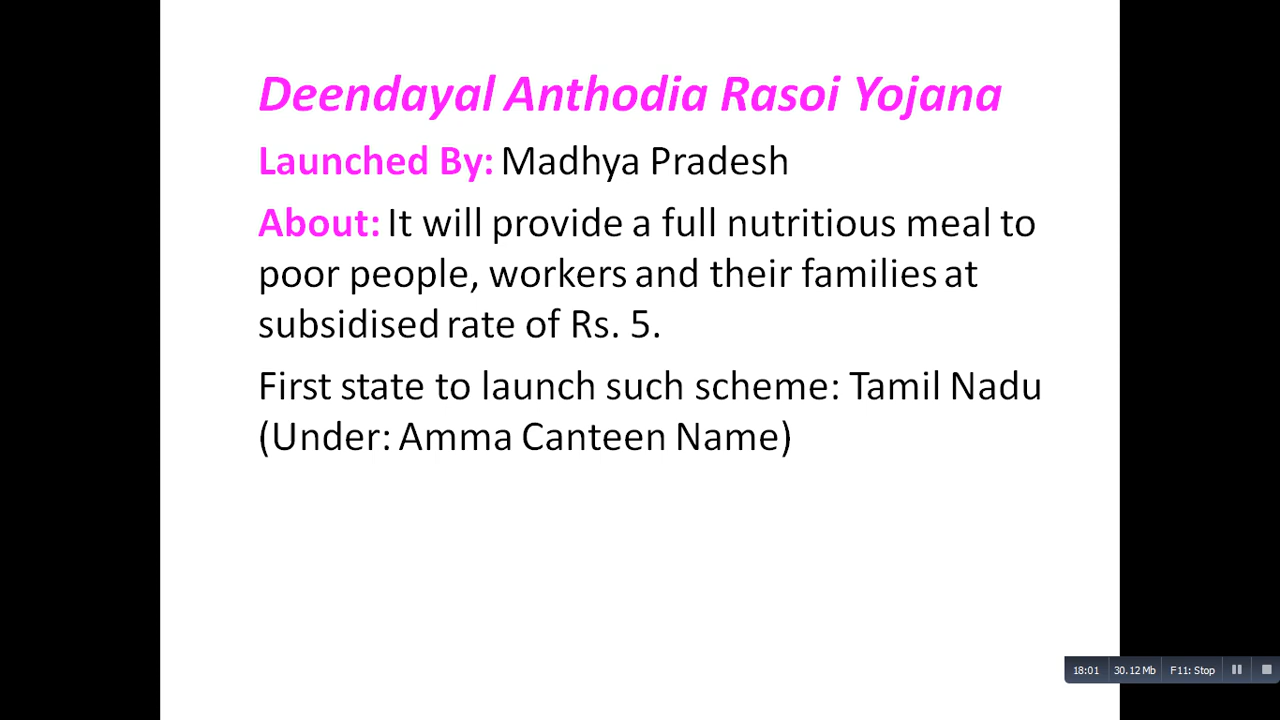 Deendayal Anthodia Rasoi Yojana
Launched By: Madhya Pradesh
About: It will provide a full nutritious meal to
poor people, workers and their families at
subsidised rate of Rs. 5.
First state to launch such scheme: Tamil Nadu
(Under: Amma Canteen Name)
18:01 30.12 Mb F11: Stop